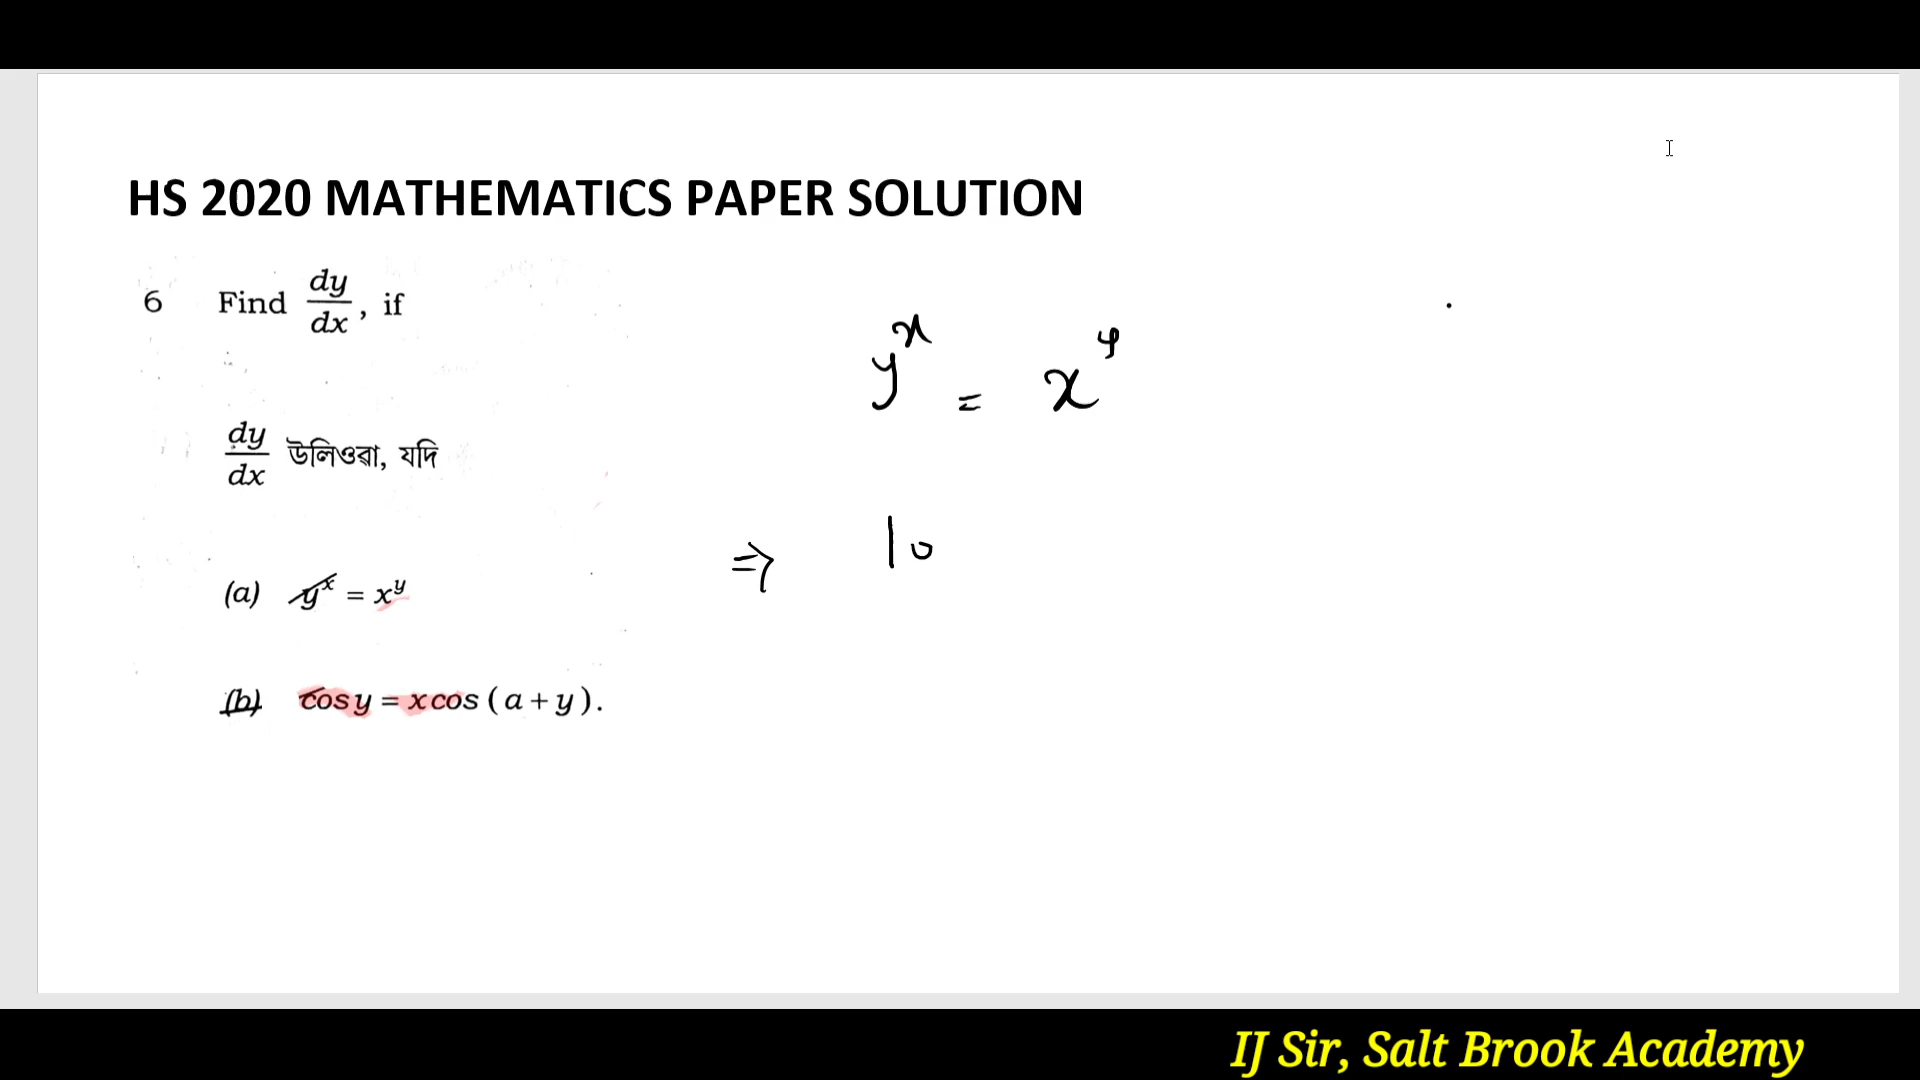 HS 2020 MATHEMATICS PAPER SOLUTION
6 Find dy/dx, if
dy/dx উলিওৱা, যদি
(a) y^x = x^y
(b) cos y = x cos (a + y).
y^x = x^y
⇒ lo
IJ Sir, Salt Brook Academy